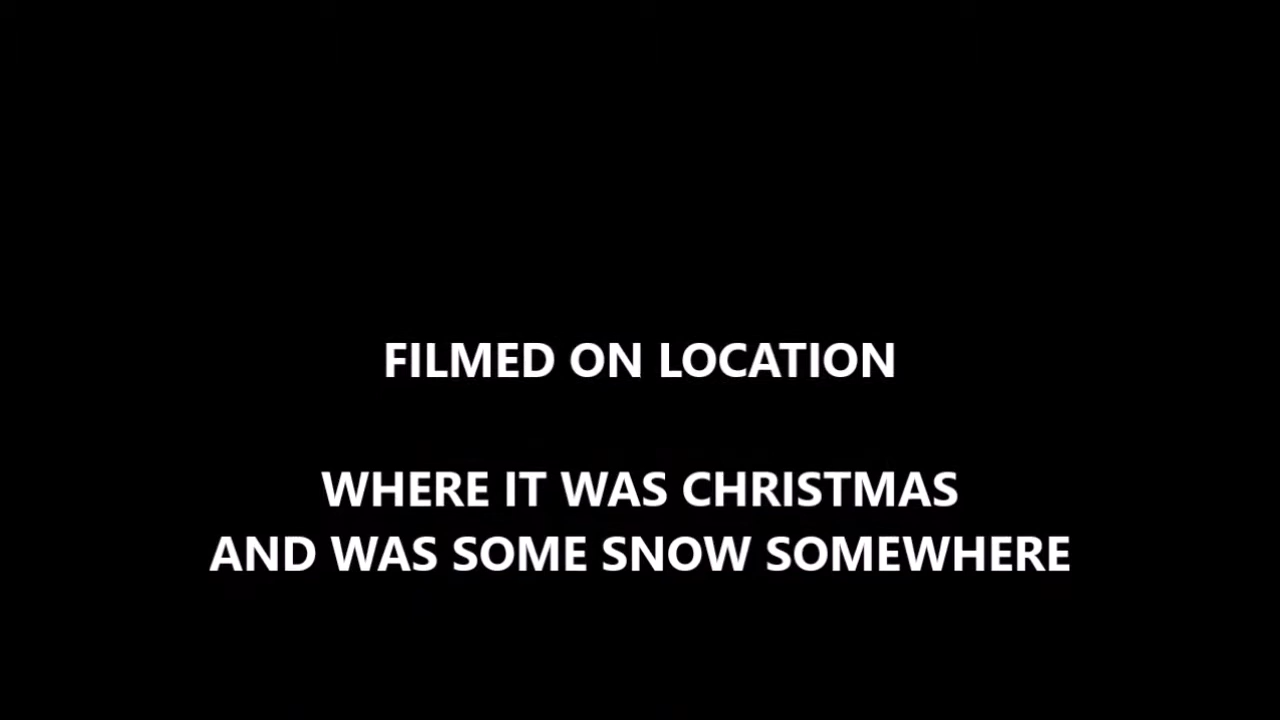 FILMED ON LOCATION
WHERE IT WAS CHRISTMAS
AND WAS SOME SNOW SOMEWHERE